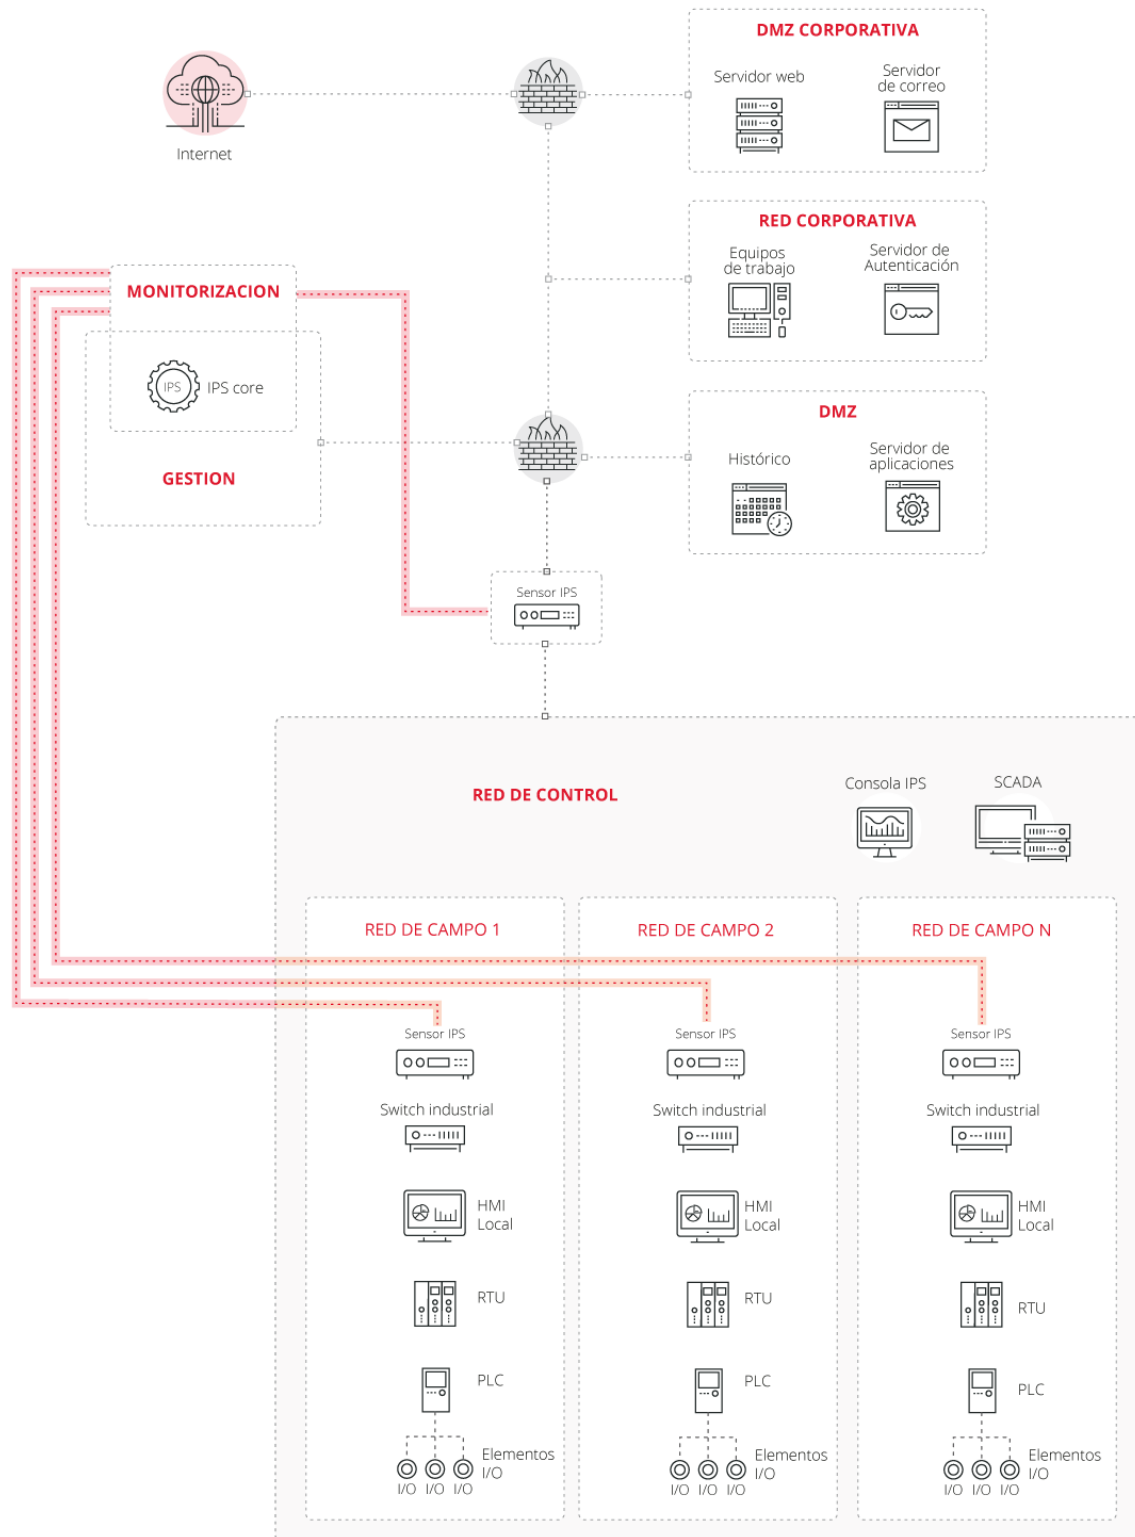 DMZ CORPORATIVA
Servidor web
Servidor
de correo
Internet
RED CORPORATIVA
Equipos
de trabajo
Servidor de
Autenticación
MONITORIZACION
IPS
IPS core
GESTION
DMZ
Histórico
Servidor de
aplicaciones
Sensor IPS
RED DE CONTROL
Consola IPS
SCADA
RED DE CAMPO 1
Sensor IPS
Switch industrial
HMI
Local
RTU
PLC
Elementos
I/O
I/O I/O I/O
RED DE CAMPO 2
Sensor IPS
Switch industrial
HMI
Local
RTU
PLC
Elementos
I/O
I/O I/O I/O
RED DE CAMPO N
Sensor IPS
Switch industrial
HMI
Local
RTU
PLC
Elementos
I/O
I/O I/O I/O